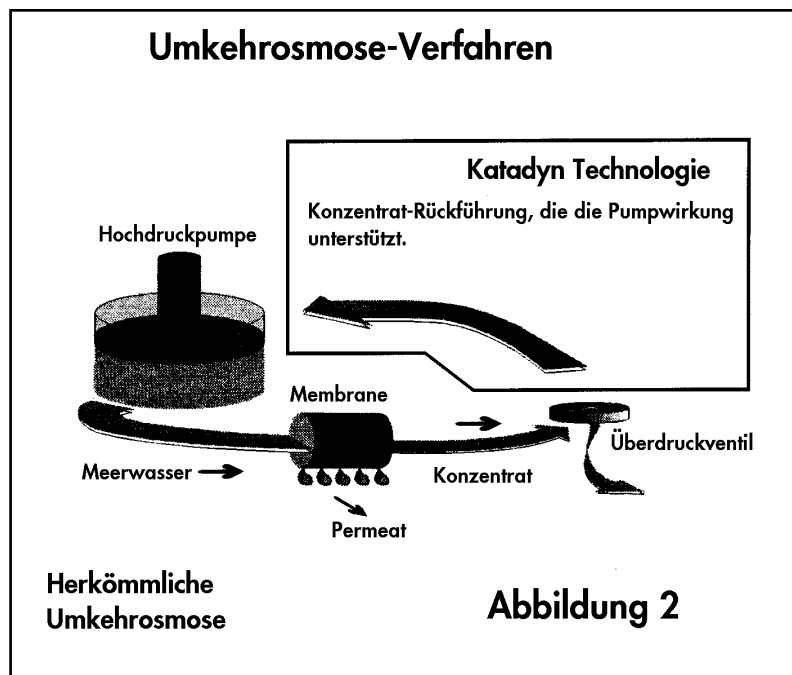 Umkehrosmose-Verfahren
Katadyn Technologie
Konzentrat-Rückführung, die die Pumpwirkung
unterstützt.
Hochdruckpumpe
Membrane
Überdruckventil
Meerwasser
Konzentrat
Permeat
Herkömmliche
Umkehrosmose
Abbildung 2